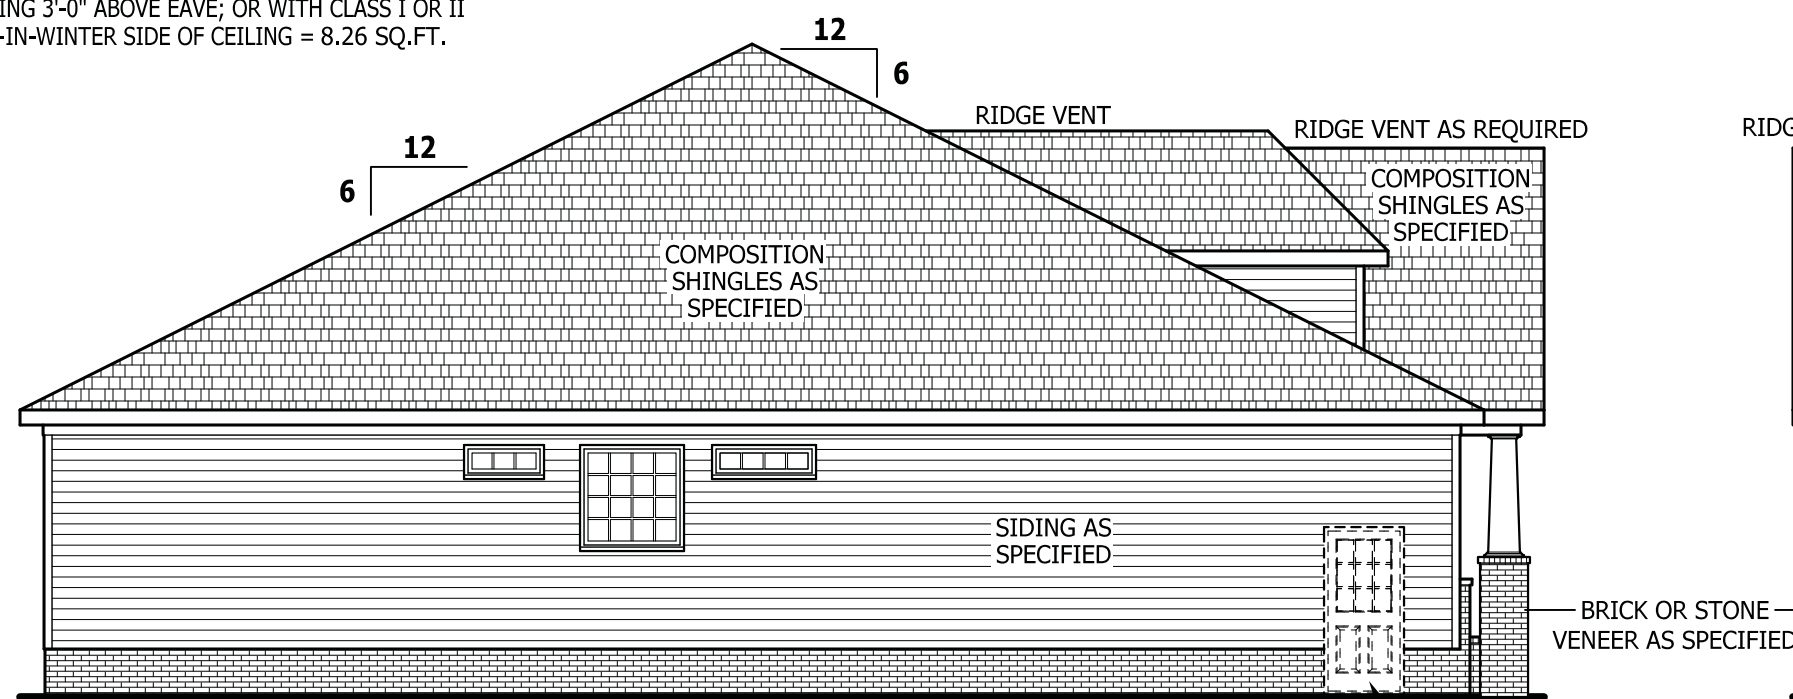 ING 3'-0" ABOVE EAVE; OR WITH CLASS I OR II
-IN-WINTER SIDE OF CEILING = 8.26 SQ.FT.
12
6
RIDGE VENT
RIDGE VENT AS REQUIRED
RIDG
12
6
COMPOSITION
SHINGLES AS
SPECIFIED
COMPOSITION
SHINGLES AS
SPECIFIED
SIDING AS
SPECIFIED
BRICK OR STONE
VENEER AS SPECIFIED